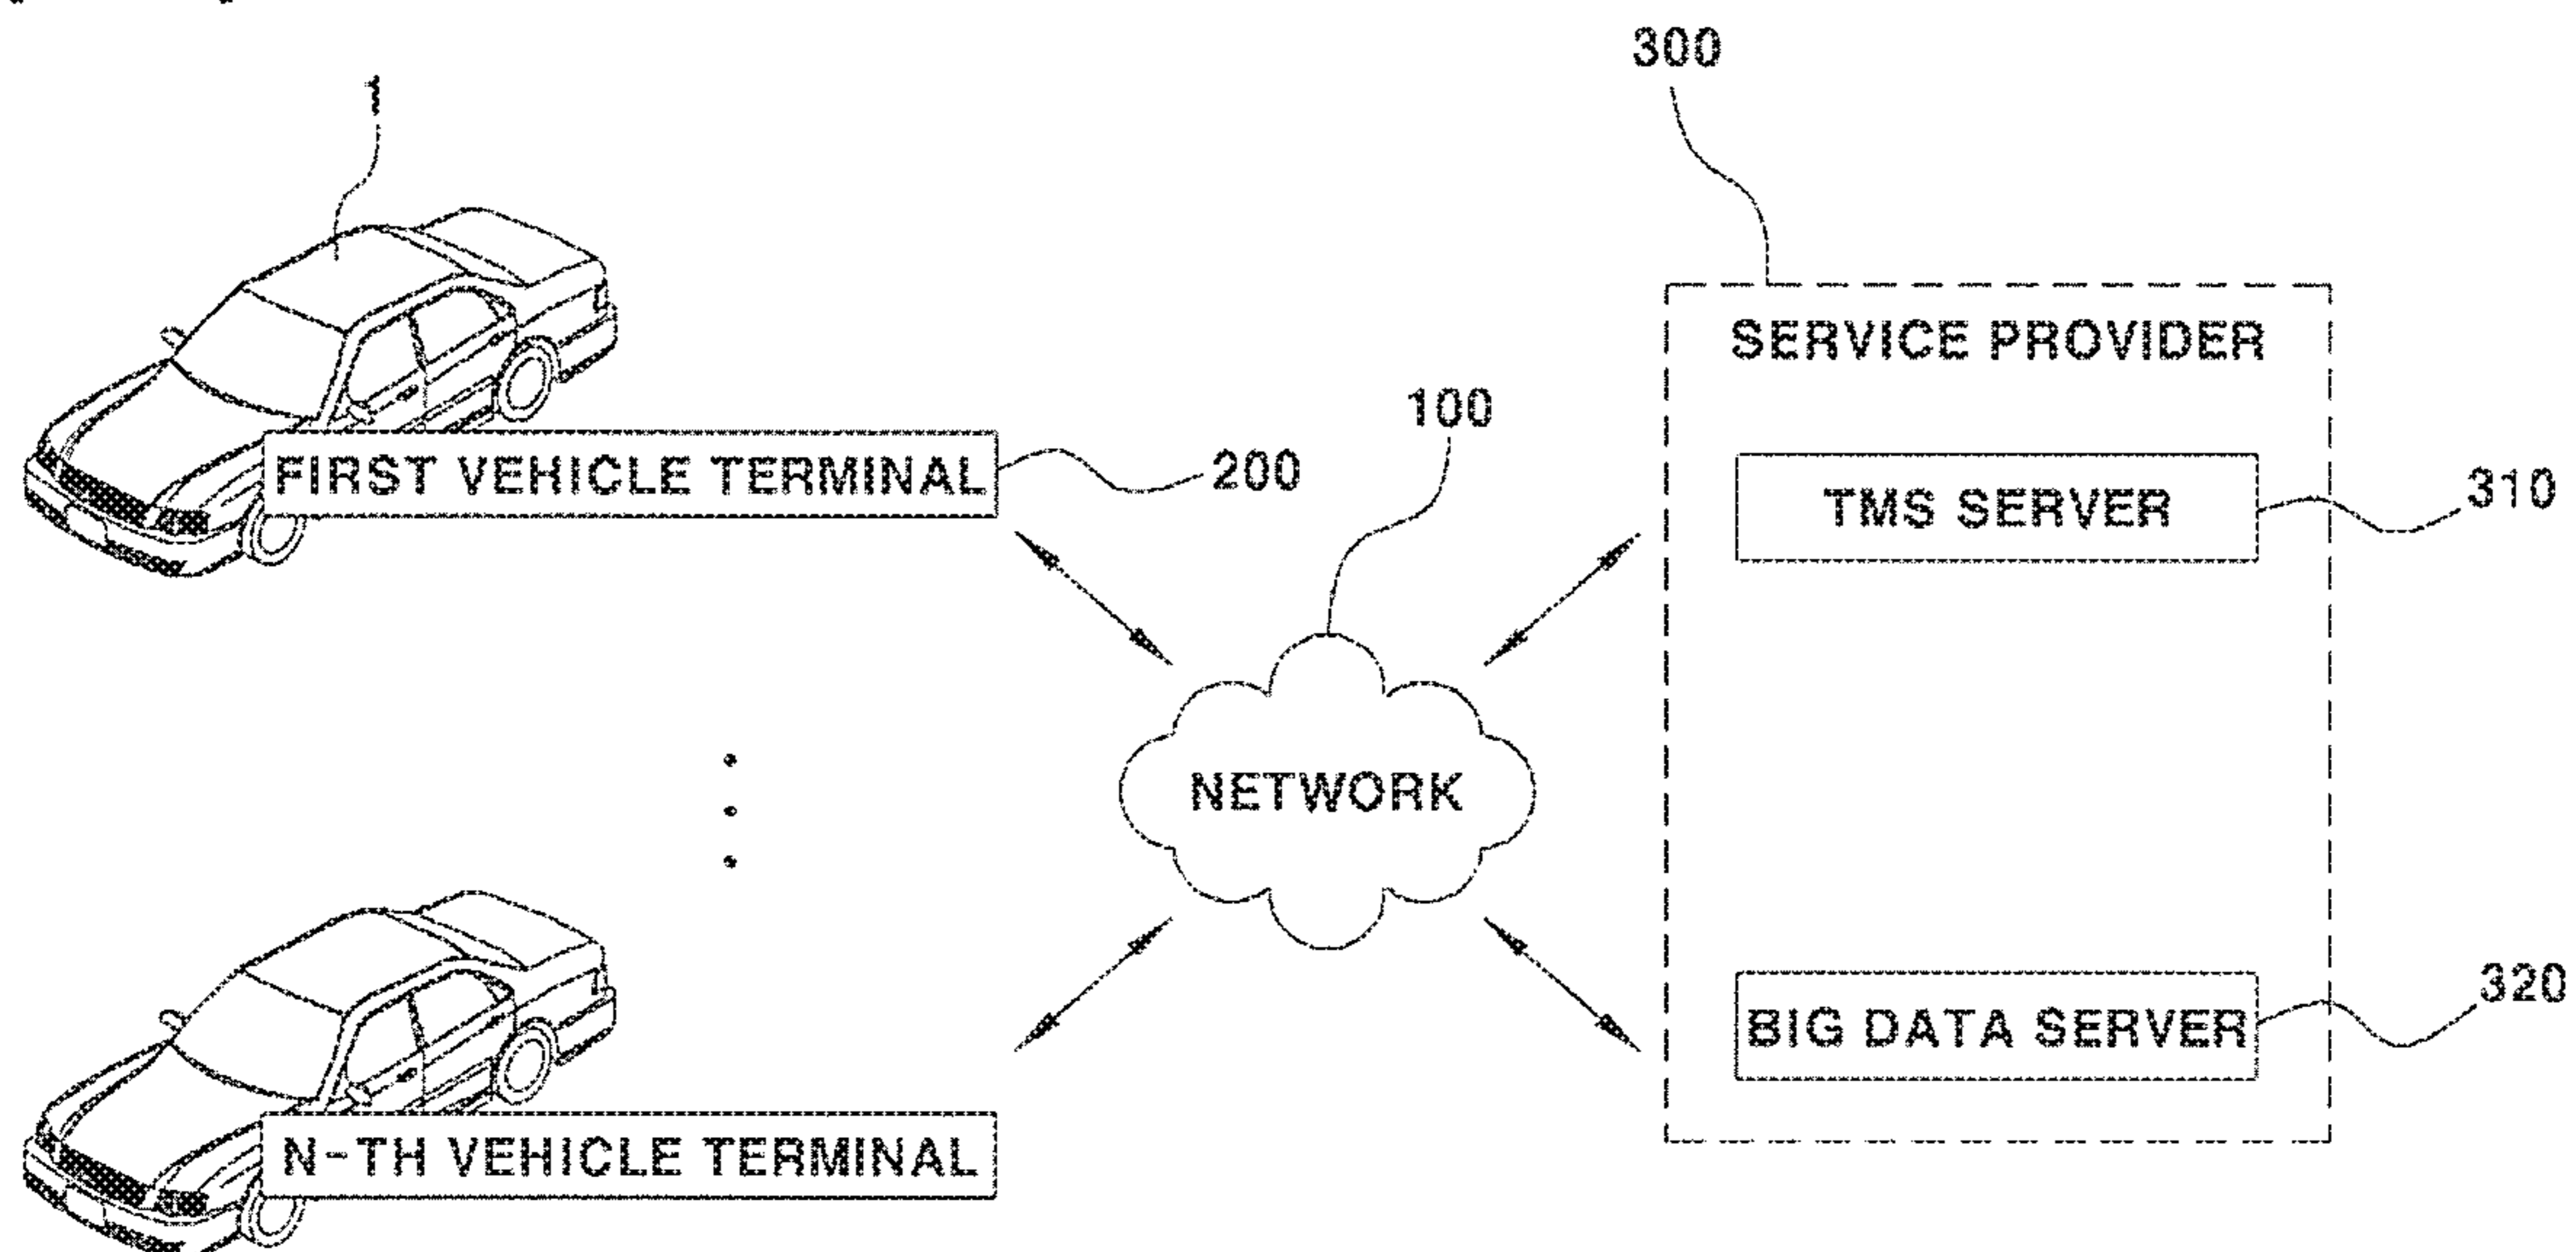 300
1
SERVICE PROVIDER
100
FIRST VEHICLE TERMINAL
200
TMS SERVER
310
NETWORK
320
BIG DATA SERVER
N-TH VEHICLE TERMINAL